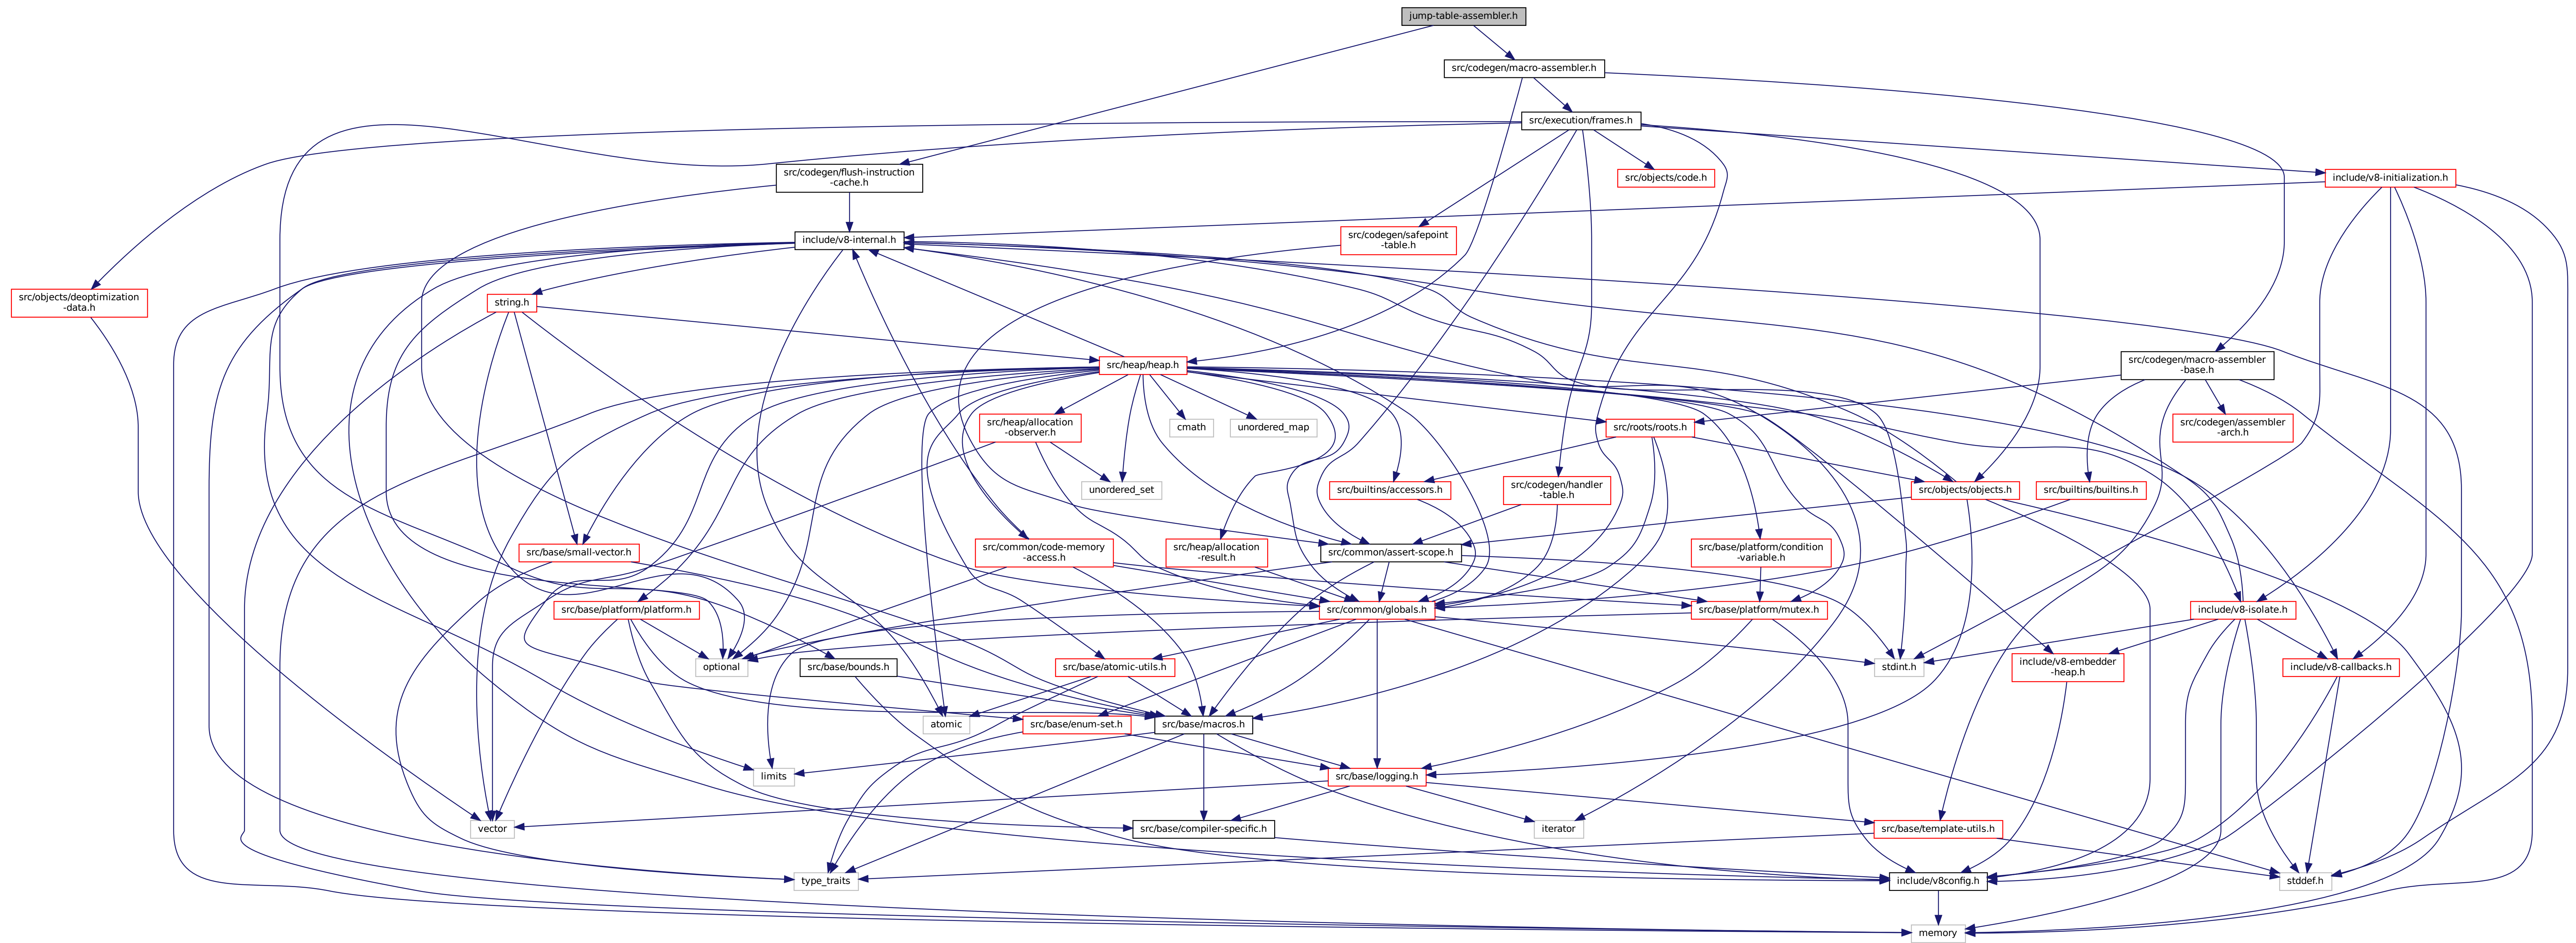 jump-table-assembler.h
src/codegen/macro-assembler.h
src/execution/frames.h
src/codegen/flush-instruction
-cache.h
src/objects/code.h
include/v8-initialization.h
include/v8-internal.h
src/codegen/safepoint
-table.h
src/objects/deoptimization
-data.h
string.h
src/heap/heap.h
src/codegen/macro-assembler
-base.h
src/heap/allocation
-observer.h
cmath
unordered_map
src/roots/roots.h
src/codegen/assembler
-arch.h
unordered_set
src/builtins/accessors.h
src/codegen/handler
-table.h
src/objects/objects.h
src/builtins/builtins.h
src/base/small-vector.h
src/common/code-memory
-access.h
src/heap/allocation
-result.h
src/common/assert-scope.h
src/base/platform/condition
-variable.h
src/base/platform/platform.h
src/common/globals.h
src/base/platform/mutex.h
include/v8-isolate.h
optional
src/base/bounds.h
src/base/atomic-utils.h
stdint.h
include/v8-embedder
-heap.h
include/v8-callbacks.h
atomic
src/base/enum-set.h
src/base/macros.h
limits
src/base/logging.h
vector
src/base/compiler-specific.h
iterator
src/base/template-utils.h
type_traits
include/v8config.h
stddef.h
memory